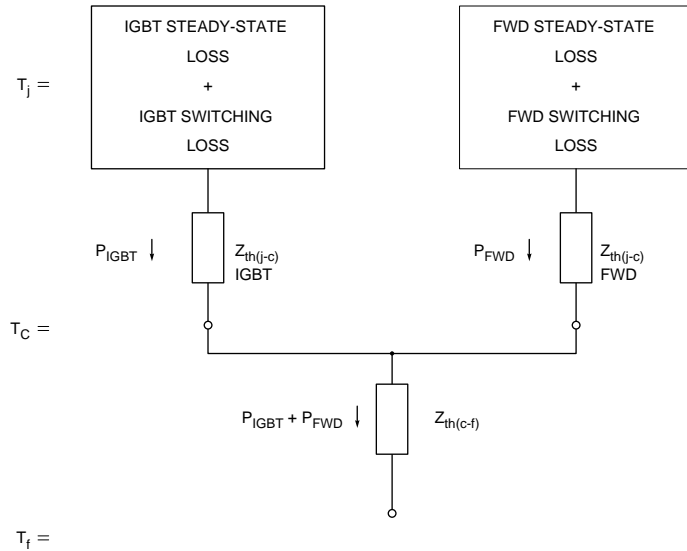 IGBT STEADY-STATE
LOSS
+
IGBT SWITCHING
LOSS
FWD STEADY-STATE
LOSS
+
FWD SWITCHING
LOSS
Tj =
PIGBT ↓
Zth(j-c)
IGBT
PFWD ↓
Zth(j-c)
FWD
TC =
PIGBT + PFWD ↓
Zth(c-f)
Tf =